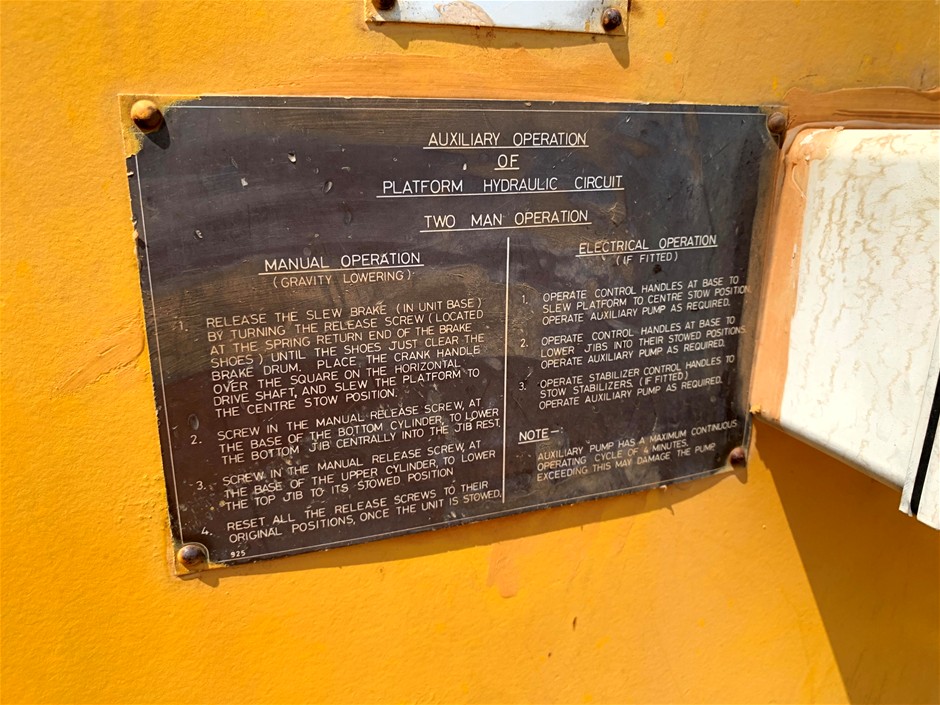 AUXILIARY OPERATION
OF
PLATFORM HYDRAULIC CIRCUIT
TWO MAN OPERATION
MANUAL OPERATION
(GRAVITY LOWERING)
1. RELEASE THE SLEW BRAKE (IN UNIT BASE)
BY TURNING THE RELEASE SCREW (LOCATED
AT THE SPRING RETURN END OF THE BRAKE
SHOES) UNTIL THE SHOES JUST CLEAR THE
BRAKE DRUM. PLACE THE CRANK HANDLE
OVER THE SQUARE ON THE HORIZONTAL
DRIVE SHAFT, AND SLEW THE PLATFORM TO
THE CENTRE STOW POSITION.
2. SCREW IN THE MANUAL RELEASE SCREW, AT
THE BASE OF THE BOTTOM CYLINDER, TO LOWER
THE BOTTOM JIB CENTRALLY INTO THE JIB REST.
3. SCREW IN THE MANUAL RELEASE SCREW, AT
THE BASE OF THE UPPER CYLINDER, TO LOWER
THE TOP JIB TO ITS STOWED POSITION
4. RESET ALL THE RELEASE SCREWS TO THEIR
ORIGINAL POSITIONS, ONCE THE UNIT IS STOWED.
925
ELECTRICAL OPERATION
(IF FITTED)
1. OPERATE CONTROL HANDLES AT BASE TO
SLEW PLATFORM TO CENTRE STOW POSITION.
OPERATE AUXILIARY PUMP AS REQUIRED.
2. OPERATE CONTROL HANDLES AT BASE TO
LOWER JIBS INTO THEIR STOWED POSITIONS.
OPERATE AUXILIARY PUMP AS REQUIRED.
3. OPERATE STABILIZER CONTROL HANDLES TO
STOW STABILIZERS. (IF FITTED)
OPERATE AUXILIARY PUMP AS REQUIRED.
NOTE—:
AUXILIARY PUMP HAS A MAXIMUM CONTINUOUS
OPERATING CYCLE OF 4 MINUTES.
EXCEEDING THIS MAY DAMAGE THE PUMP.